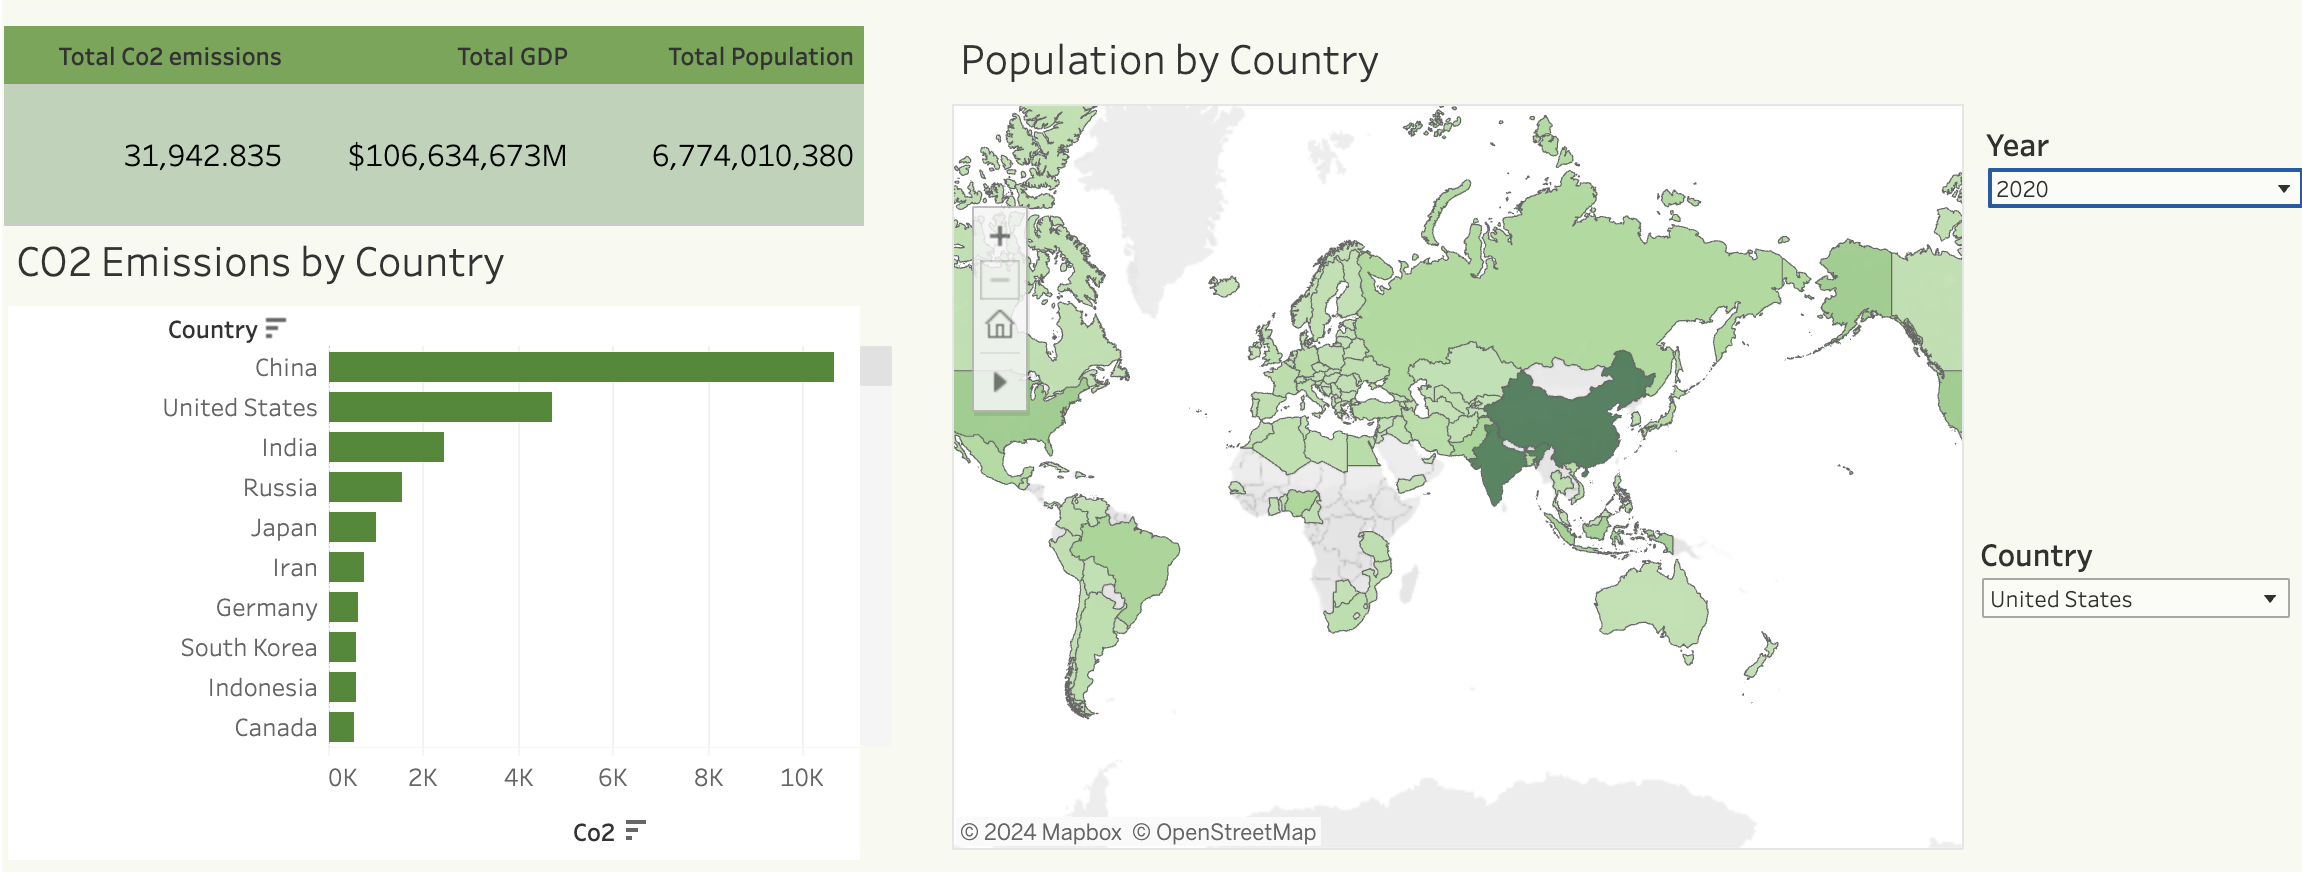 Total Co2 emissions Total GDP Total Population
31,942.835 $106,634,673M 6,774,010,380
CO2 Emissions by Country
Country
China
United States
India
Russia
Japan
Iran
Germany
South Korea
Indonesia
Canada
0K 2K 4K 6K 8K 10K
Co2
Population by Country
+
−
© 2024 Mapbox © OpenStreetMap
Year
2020
Country
United States